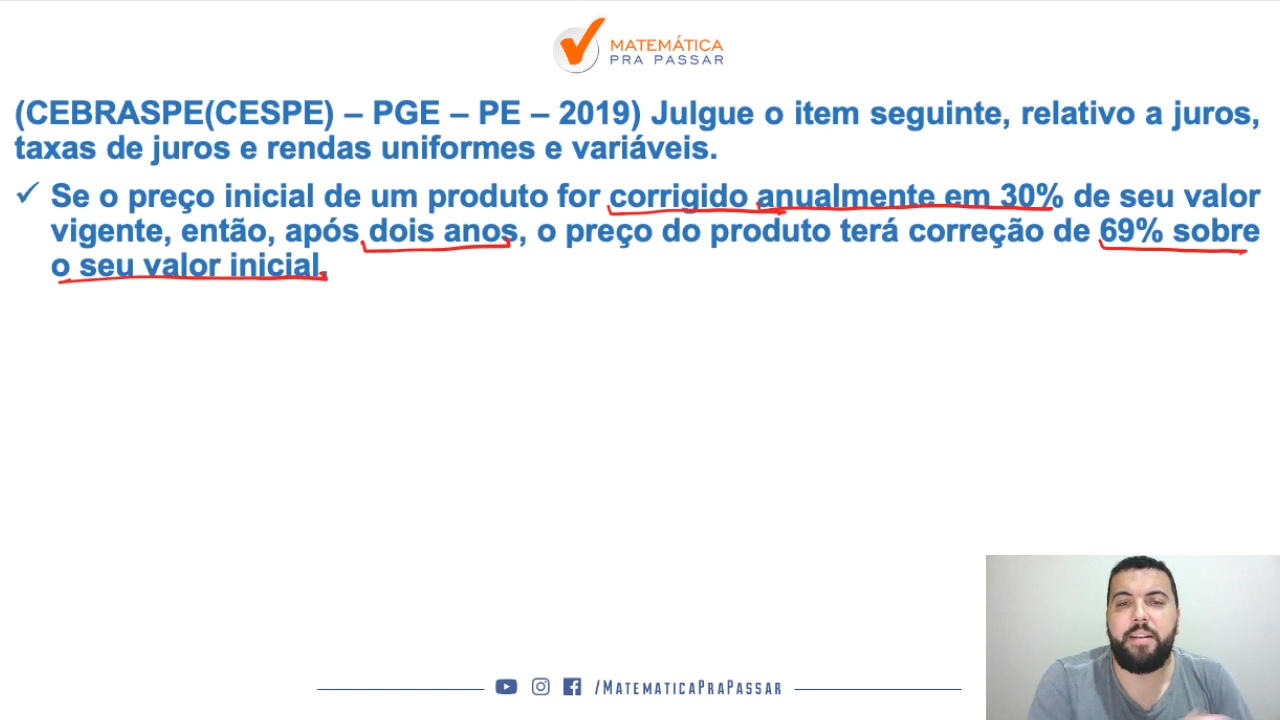 MATEMÁTICA
PRA PASSAR
(CEBRASPE(CESPE) – PGE – PE – 2019) Julgue o item seguinte, relativo a juros,
taxas de juros e rendas uniformes e variáveis.
✓ Se o preço inicial de um produto for corrigido anualmente em 30% de seu valor
vigente, então, após dois anos, o preço do produto terá correção de 69% sobre
o seu valor inicial.
/MATEMATICAPRAPASSAR